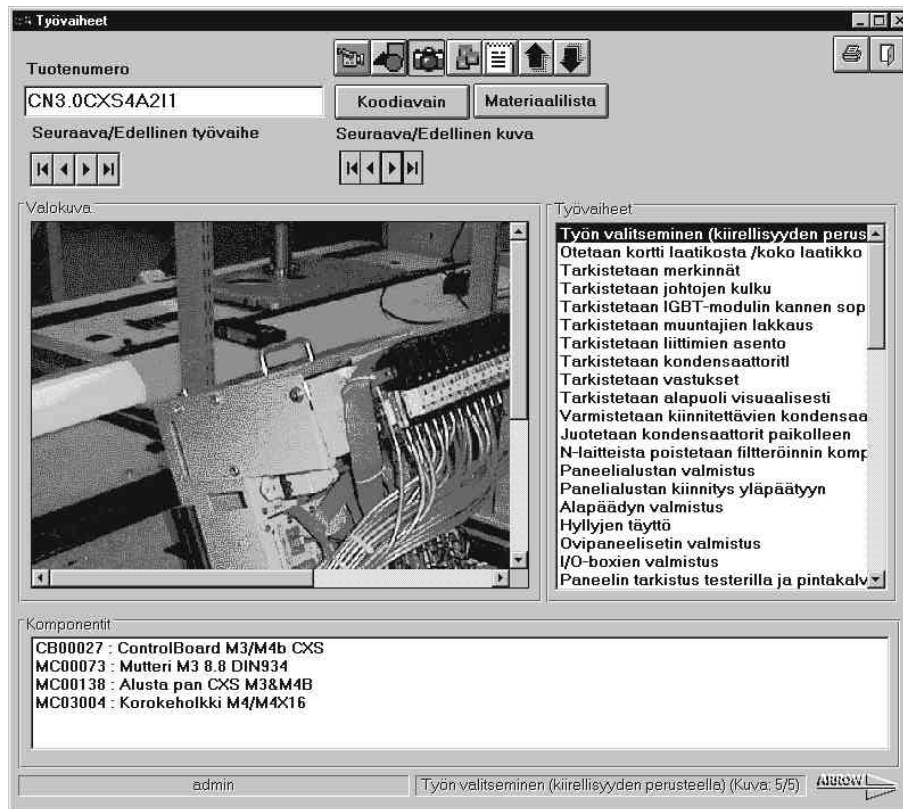 Työvaiheet
Tuotenumero
CN3.0CXS4A2I1
Koodiavain
Materiaalilista
Seuraava/Edellinen työvaihe
Seuraava/Edellinen kuva
Valokuva
Työvaiheet
Työn valitseminen (kiirellisyyden perus
Otetaan kortti laatikosta /koko laatikko
Tarkistetaan merkinnät
Tarkistetaan johtojen kulku
Tarkistetaan IGBT-modulin kannen sop
Tarkistetaan muuntajien lakkaus
Tarkistetaan liittimien asento
Tarkistetaan kondensaattoritl
Tarkistetaan vastukset
Tarkistetaan alapuoli visuaalisesti
Varmistetaan kiinnitettävien kondensaa
Juotetaan kondensaattorit paikolleen
N-laitteista poistetaan filtteröinnin komp
Paneelialustan valmistus
Panelialustan kiinnitys yläpäätyyn
Alapäädyn valmistus
Hyllyjen täyttö
Ovipaneelisetin valmistus
I/O-boxien valmistus
Paneelin tarkistus testerilla ja pintakalv
Komponentit
CB00027 : ControlBoard M3/M4b CXS
MC00073 : Mutteri M3 8.8 DIN934
MC00138 : Alusta pan CXS M3&M4B
MC03004 : Korokeholkki M4/M4X16
admin
Työn valitseminen (kiirellisyyden perusteella) (Kuva: 5/5)
ARROW